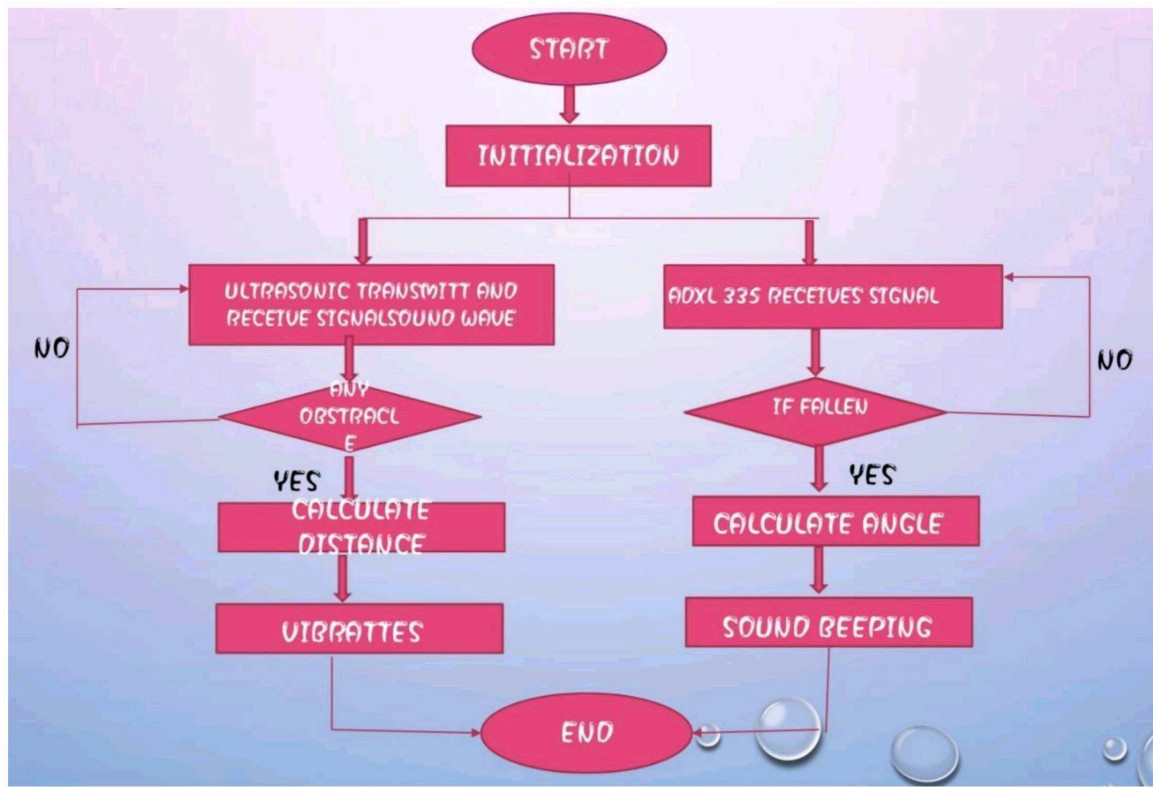 START
INITIALIZATION
ULTRASONIC TRANSMITT AND
RECEIVE SIGNALSOUND WAVE
ADXL 335 RECEIVES SIGNAL
NO
NO
ANY
OBSTRACL
E
IF FALLEN
YES
YES
CALCULATE
DISTANCE
CALCULATE ANGLE
VIBRATTES
SOUND BEEPING
END